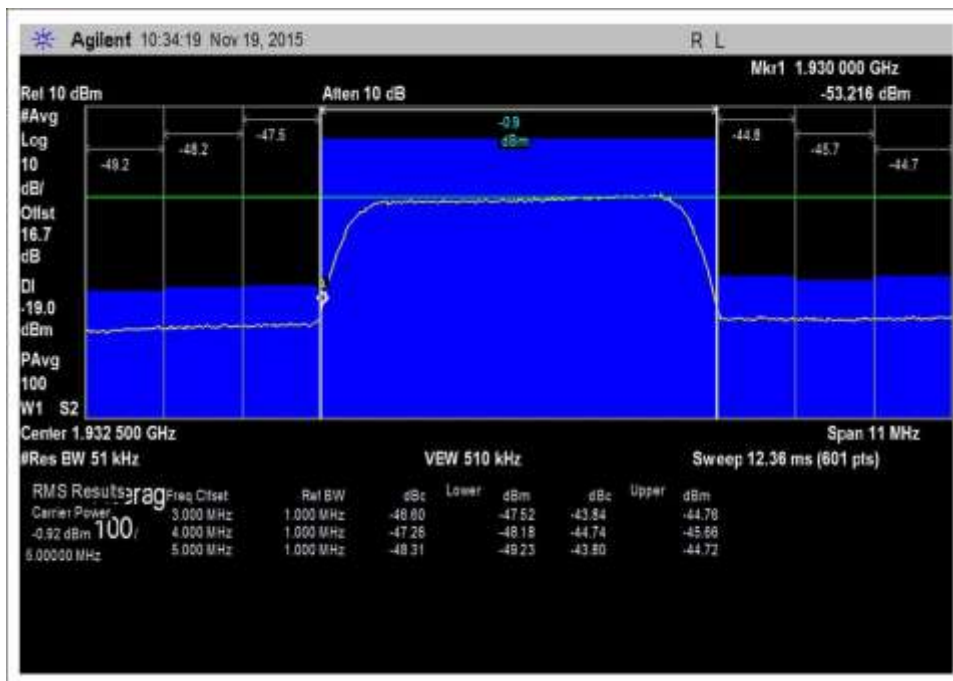 Agilent 10:34:19 Nov 19, 2015 R L
Mkr1 1.930 000 GHz
Ref 10 dBm Atten 10 dB -53.216 dBm
#Avg
Log
10
dB/
Offst
16.7
dB
DI
-19.0
dBm
PAvg
100
W1 S2
-49.2 -48.2 -47.5 -0.9 dBm -44.8 -45.7 -44.7
Center 1.932 500 GHz Span 11 MHz
#Res BW 51 kHz VBW 510 kHz Sweep 12.36 ms (601 pts)
RMS Results Freq Offset Ref BW dBc Lower dBm dBc Upper dBm
Carrier Power 3.000 MHz 1.000 MHz -46.60 -47.52 -43.84 -44.76
-0.92 dBm / 100 4.000 MHz 1.000 MHz -47.26 -48.18 -44.74 -45.66
5.00000 MHz 5.000 MHz 1.000 MHz -48.31 -49.23 -43.80 -44.72